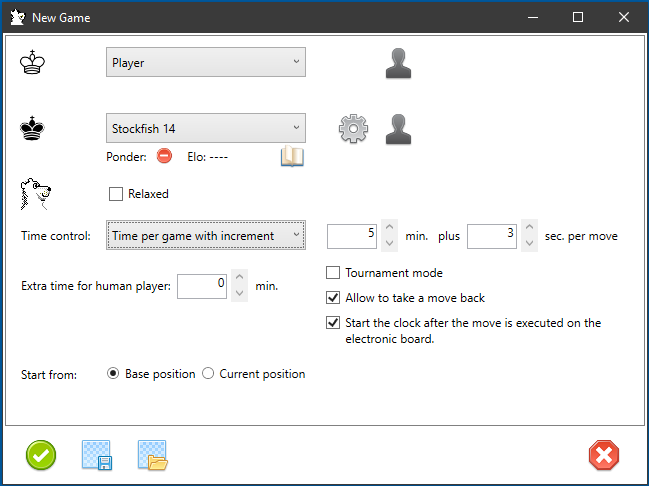 New Game
Player
Stockfish 14
Ponder: Elo: ----
Relaxed
Time control: Time per game with increment 5 min. plus 3 sec. per move
Tournament mode
Extra time for human player: 0 min.
Allow to take a move back
Start the clock after the move is executed on the
electronic board.
Start from: Base position Current position